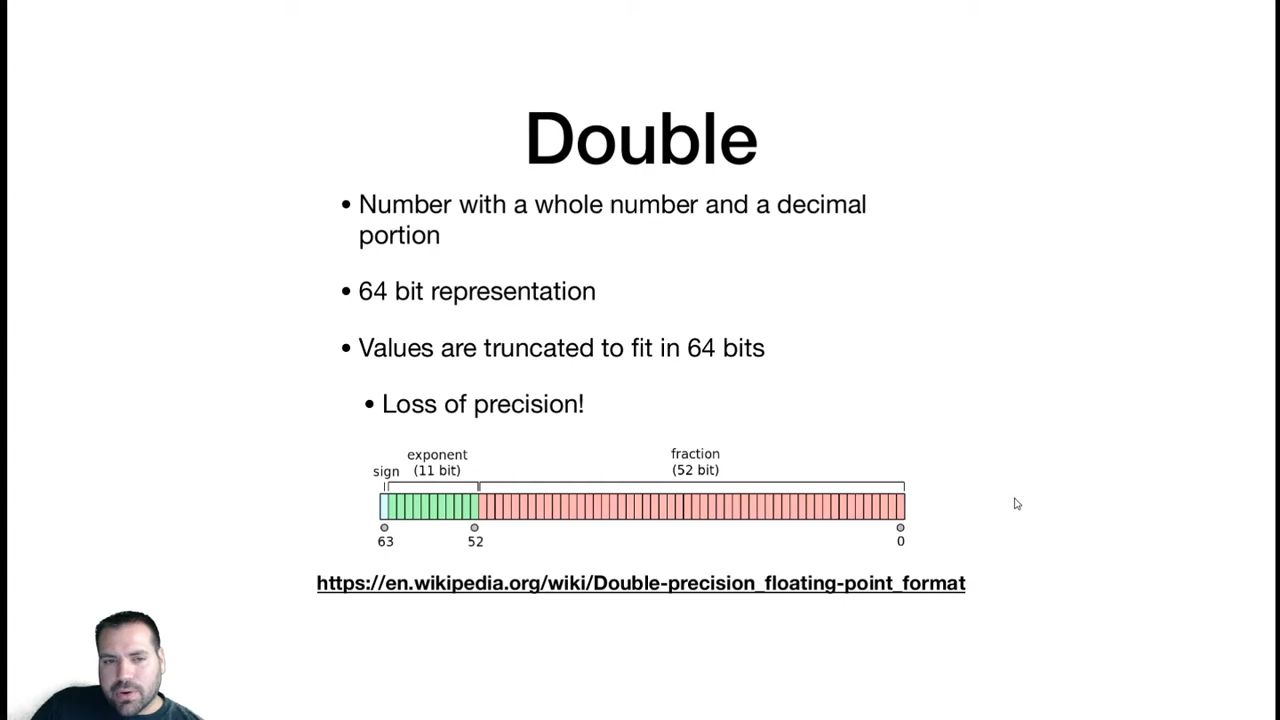 Double
• Number with a whole number and a decimal
portion
• 64 bit representation
• Values are truncated to fit in 64 bits
• Loss of precision!
exponent
fraction
sign
(11 bit)
(52 bit)
63
52
0
https://en.wikipedia.org/wiki/Double-precision_floating-point_format